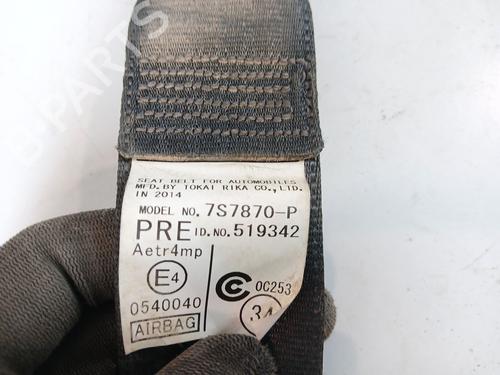 SEAT BELT FOR AUTOMOBILES
MFD. BY TOKAI RIKA CO., LTD.
IN 2014
MODEL NO. 7S7870-P
PRE ID.NO. 519342
Aetr4mp
E4
0C253
0540040
34
AIRBAG